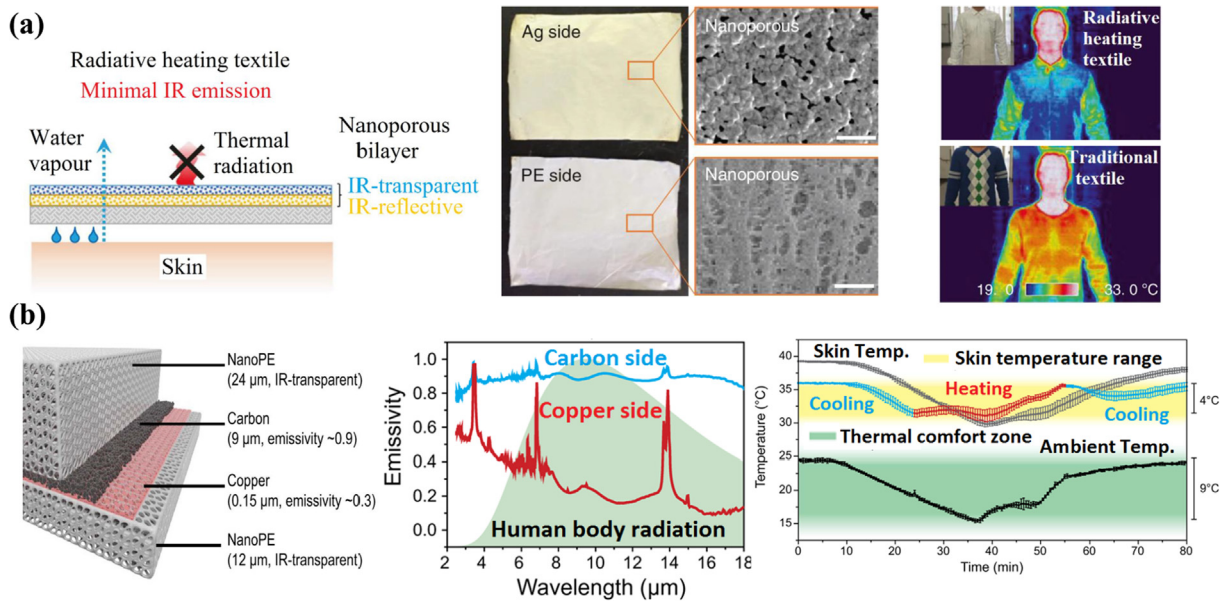 (a)
Radiative heating textile
Minimal IR emission
Water
vapour
Thermal
radiation
Nanoporous
bilayer
IR-transparent
IR-reflective
Skin
Ag side
Nanoporous
PE side
Nanoporous
Radiative
heating
textile
Traditional
textile
19. 0
33. 0 °C
(b)
NanoPE
(24 μm, IR-transparent)
Carbon
(9 μm, emissivity ~0.9)
Copper
(0.15 μm, emissivity ~0.3)
NanoPE
(12 μm, IR-transparent)
Emissivity
1.0
0.8
0.6
0.4
0.2
0.0
Carbon side
Copper side
Human body radiation
2 4 6 8 10 12 14 16 18
Wavelength (μm)
Temperature (°C)
40
35
30
25
20
15
Skin Temp.
Skin temperature range
Cooling
Heating
Cooling
Thermal comfort zone
Ambient Temp.
4°C
9°C
0 10 20 30 40 50 60 70 80
Time (min)